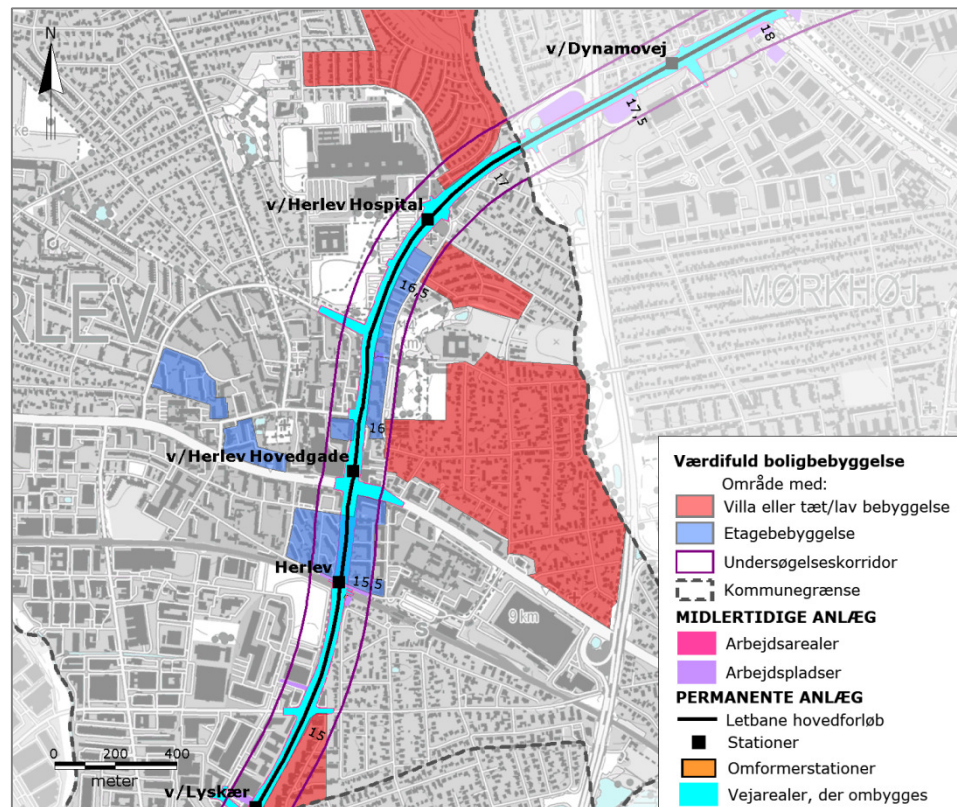 N
v/Dynamovej
18
17,5
17
v/Herlev Hospital
16,5
16
v/Herlev Hovedgade
Herlev
15,5
9 km
15
0 200 400
meter
v/Lyskær
Værdifuld boligbebyggelse
Område med:
Villa eller tæt/lav bebyggelse
Etagebebyggelse
Undersøgelseskorridor
Kommunegrænse
MIDLERTIDIGE ANLÆG
Arbejdsarealer
Arbejdspladser
PERMANENTE ANLÆG
Letbane hovedforløb
Stationer
Omformerstationer
Vejarealer, der ombygges